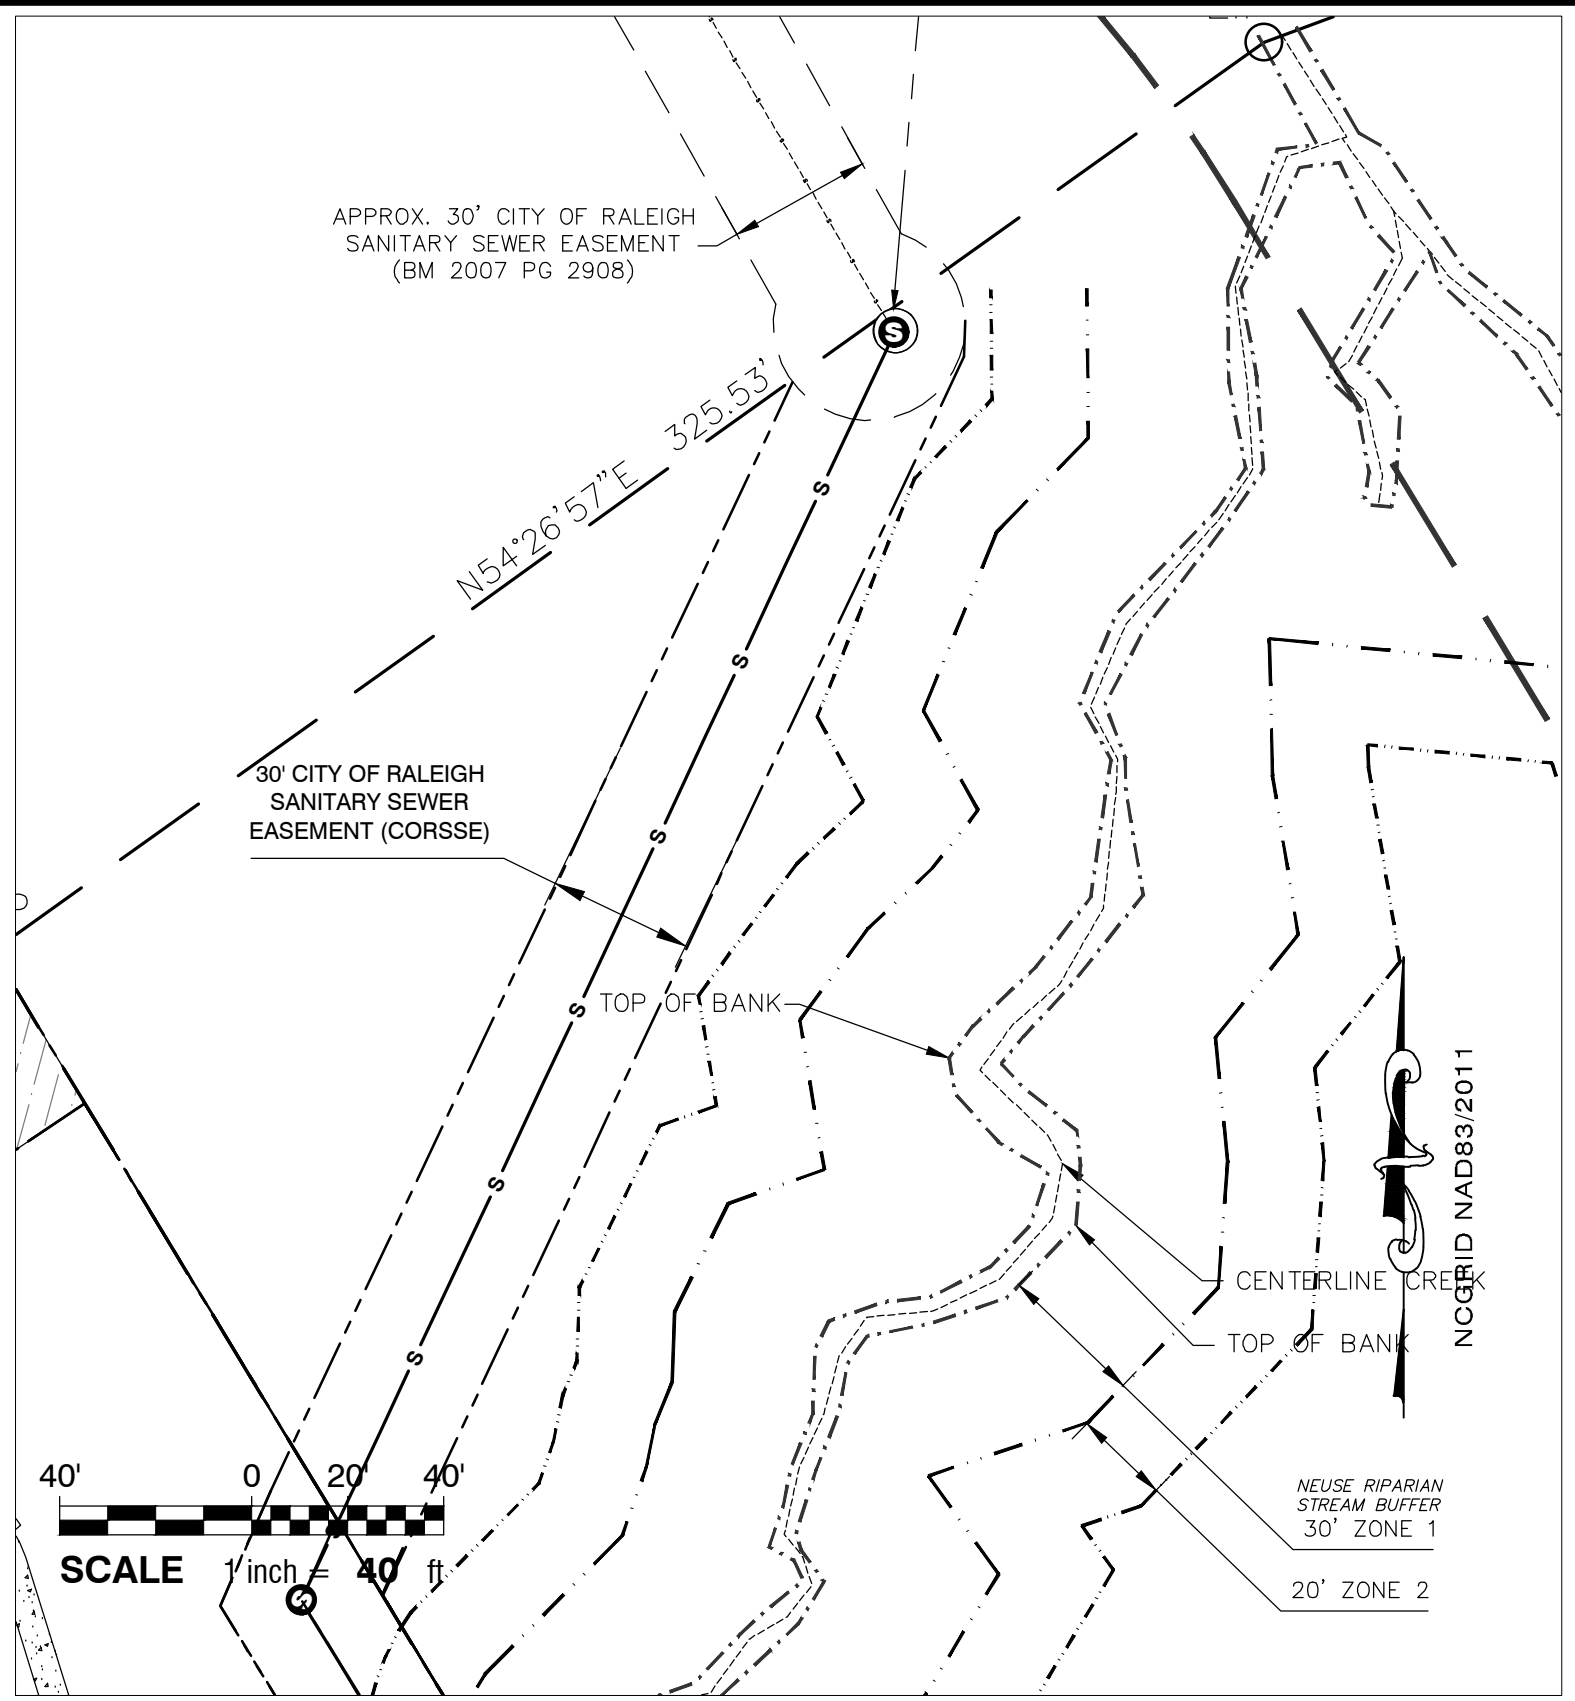 APPROX. 30' CITY OF RALEIGH
SANITARY SEWER EASEMENT
(BM 2007 PG 2908)
S
N54°26'57"E 325.53'
S
S
30' CITY OF RALEIGH
SANITARY SEWER
EASEMENT (CORSSE)
S
S
TOP OF BANK
S
S
NCGRID NAD83/2011
CENTERLINE CREEK
TOP OF BANK
NEUSE RIPARIAN
STREAM BUFFER
30' ZONE 1
20' ZONE 2
40' 0 20' 40'
SCALE 1 inch = 40 ft
S